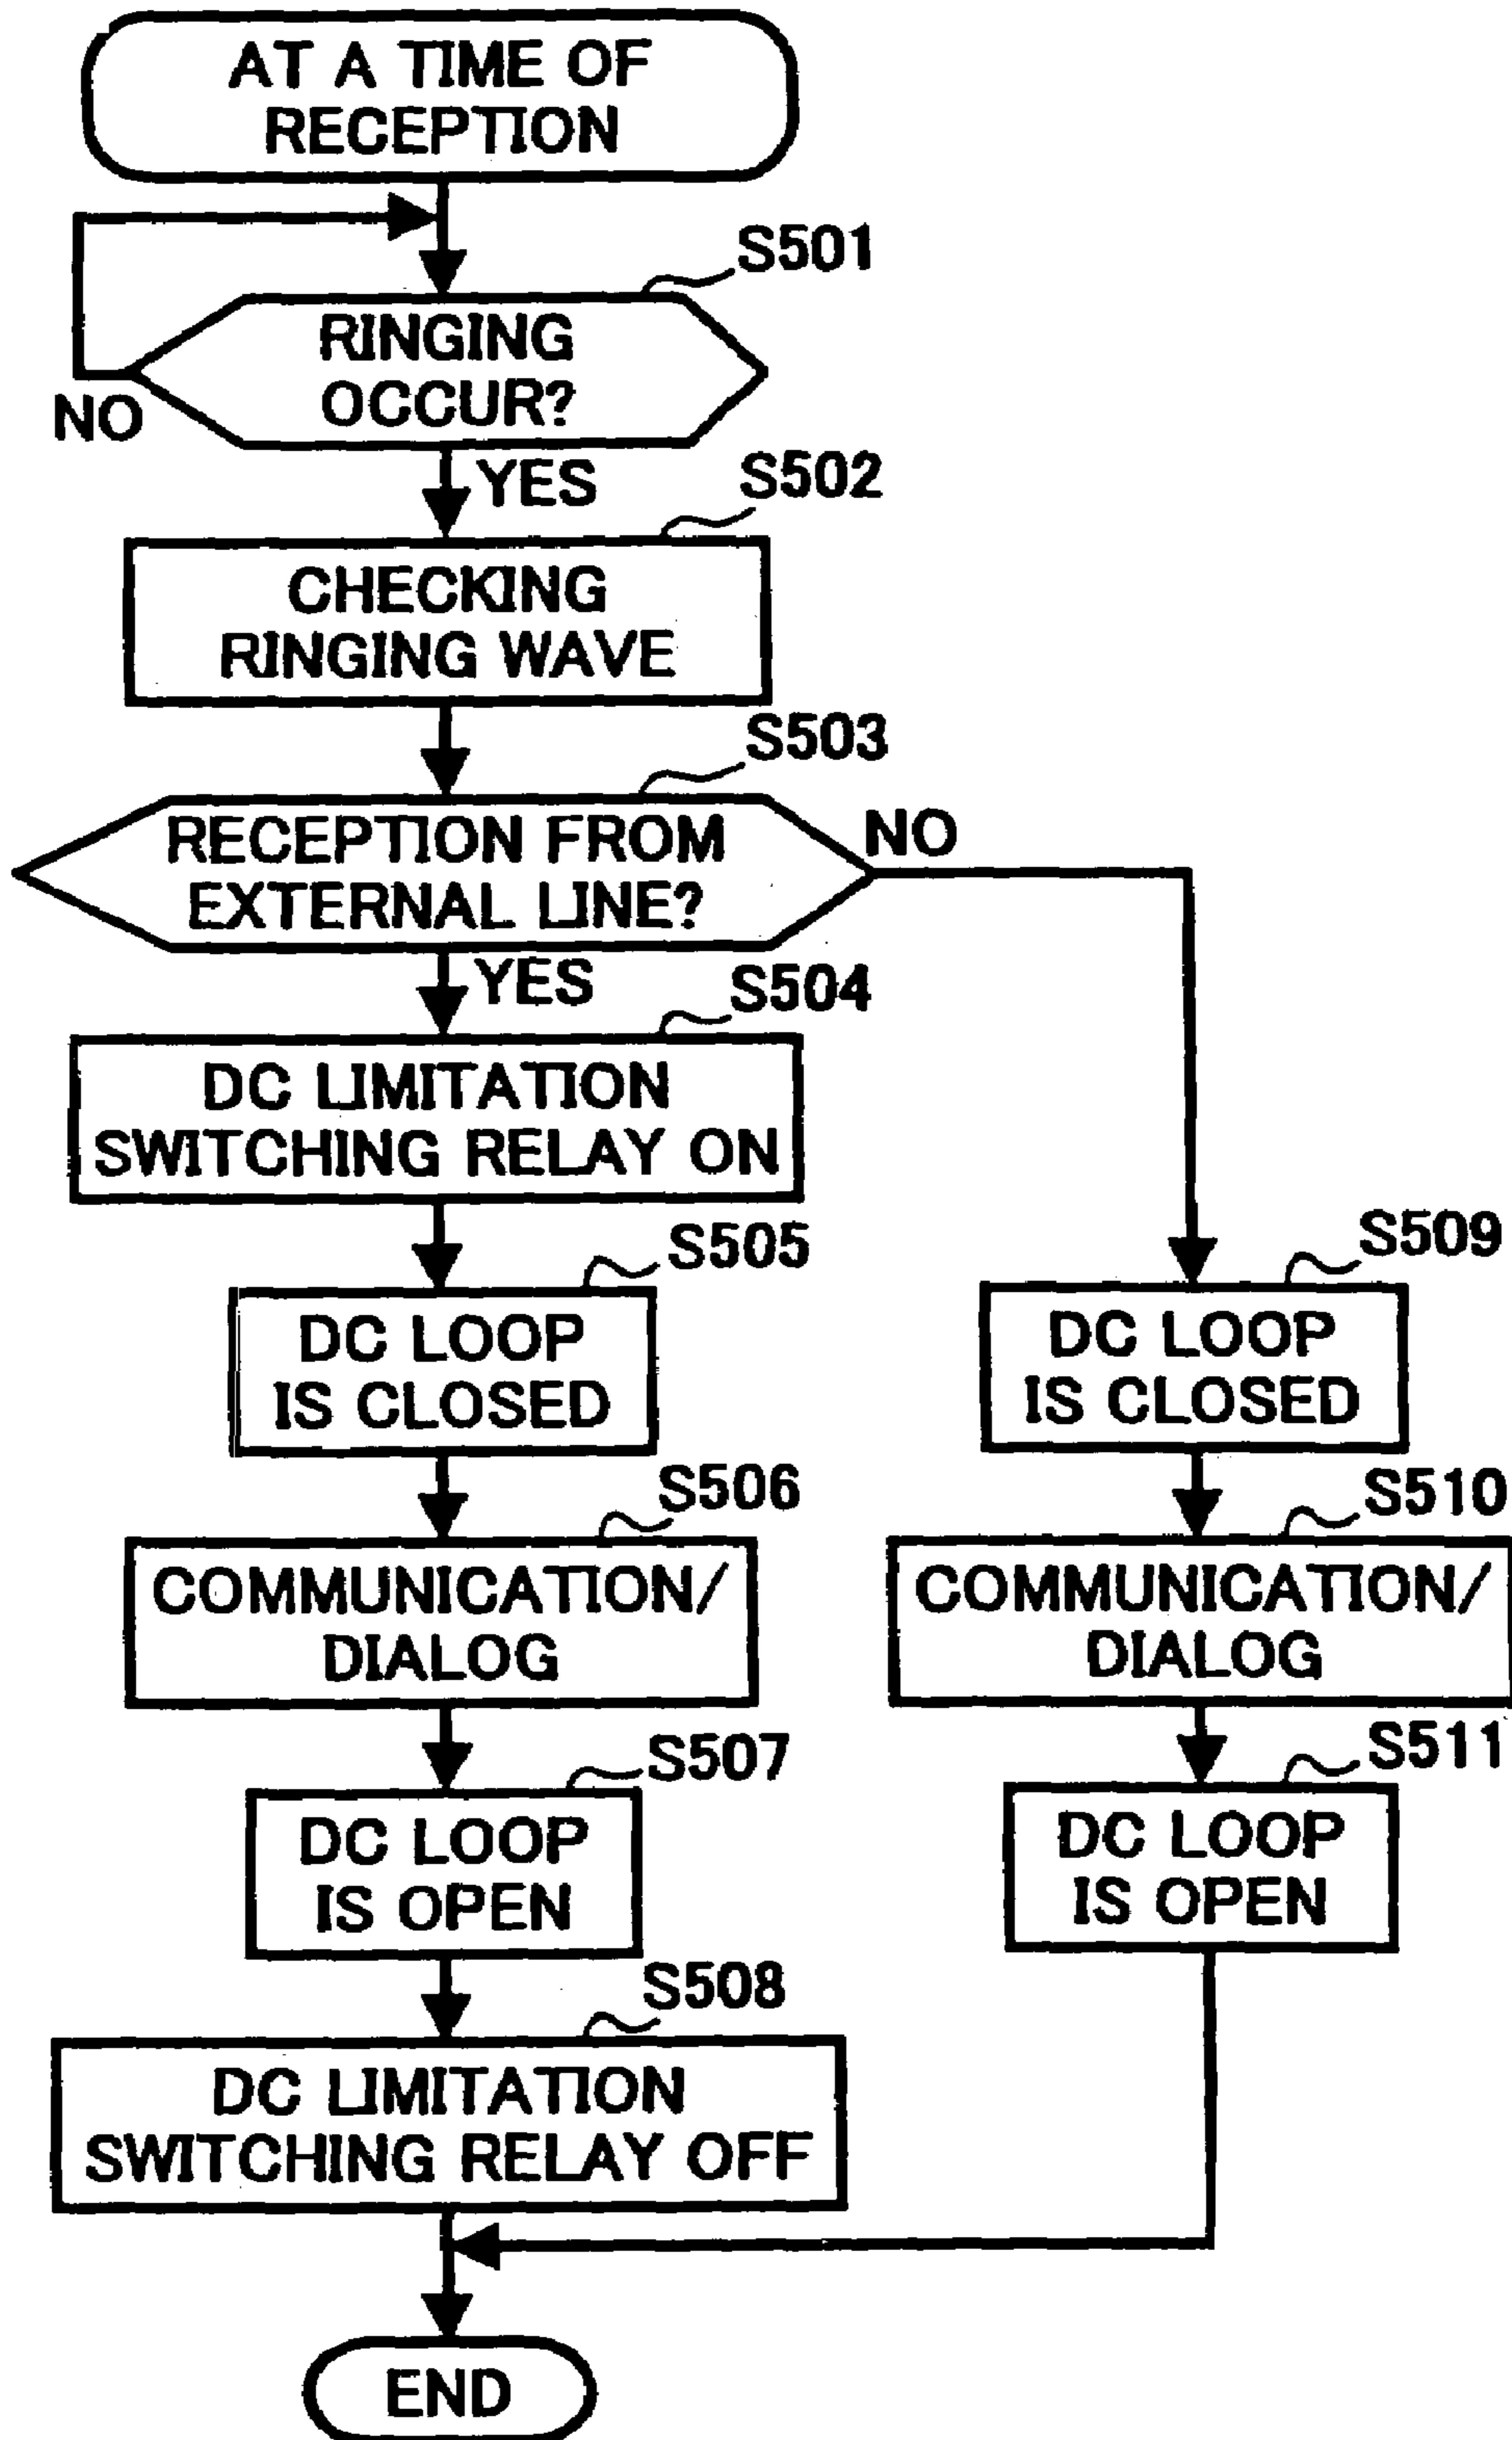 AT A TIME OF
RECEPTION
S501
RINGING
OCCUR?
NO
YES
S502
CHECKING
RINGING WAVE
S503
RECEPTION FROM
EXTERNAL LINE?
NO
YES
S504
DC LIMITATION
SWITCHING RELAY ON
S505
DC LOOP
IS CLOSED
S506
COMMUNICATION/
DIALOG
S507
DC LOOP
IS OPEN
S508
DC LIMITATION
SWITCHING RELAY OFF
S509
DC LOOP
IS CLOSED
S510
COMMUNICATION/
DIALOG
S511
DC LOOP
IS OPEN
END